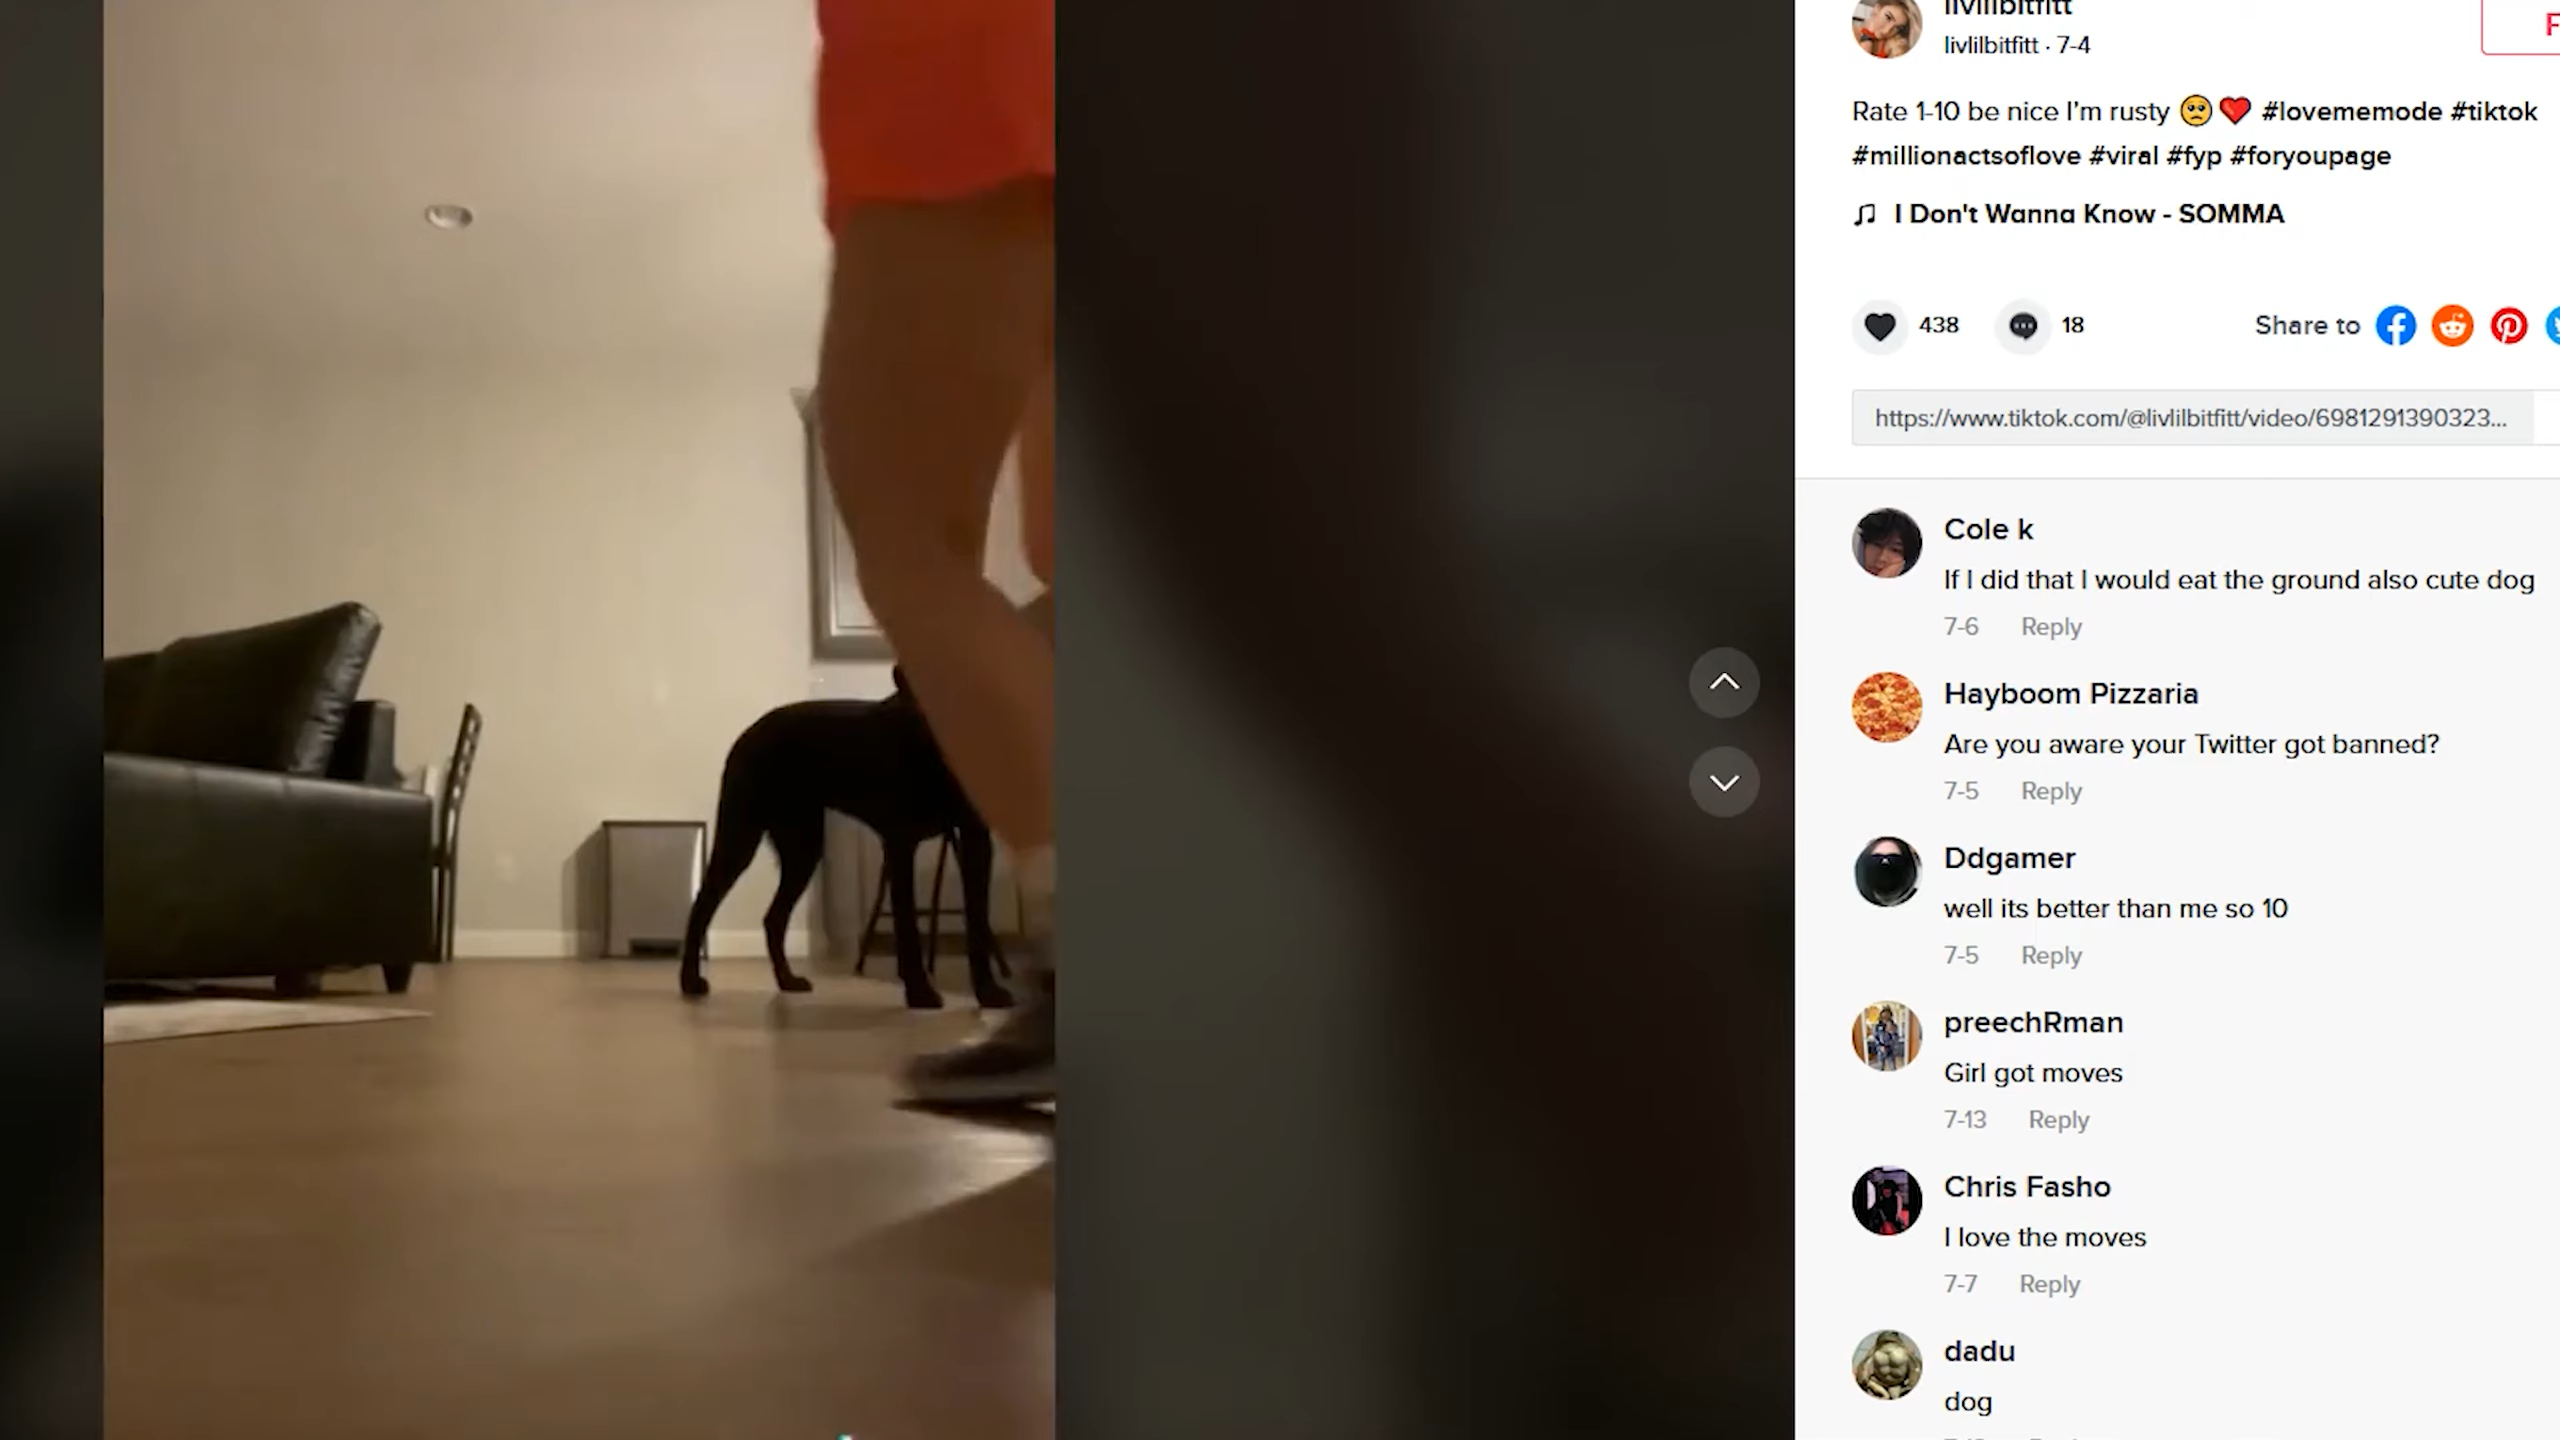 livlilbitfitt
livlilbitfitt · 7-4
F
Rate 1-10 be nice I'm rusty 🥺❤️ #lovememode #tiktok
#millionactsoflove #viral #fyp #foryoupage
I Don't Wanna Know - SOMMA
438
18
Share to
https://www.tiktok.com/@livlilbitfitt/video/6981291390323...
Cole k
If I did that I would eat the ground also cute dog
7-6 Reply
Hayboom Pizzaria
Are you aware your Twitter got banned?
7-5 Reply
Ddgamer
well its better than me so 10
7-5 Reply
preechRman
Girl got moves
7-13 Reply
Chris Fasho
I love the moves
7-7 Reply
dadu
dog